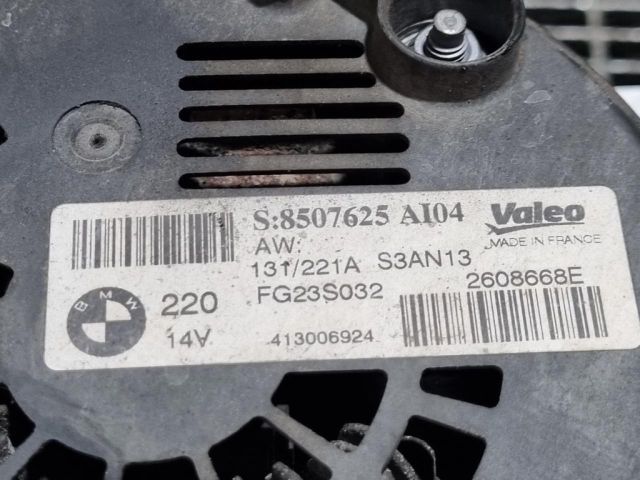 S:8507625 AI04
Valeo
MADE IN FRANCE
AW:
131/221A S3AN13
BMW
220
FG23S032
2608668E
14V
413006924